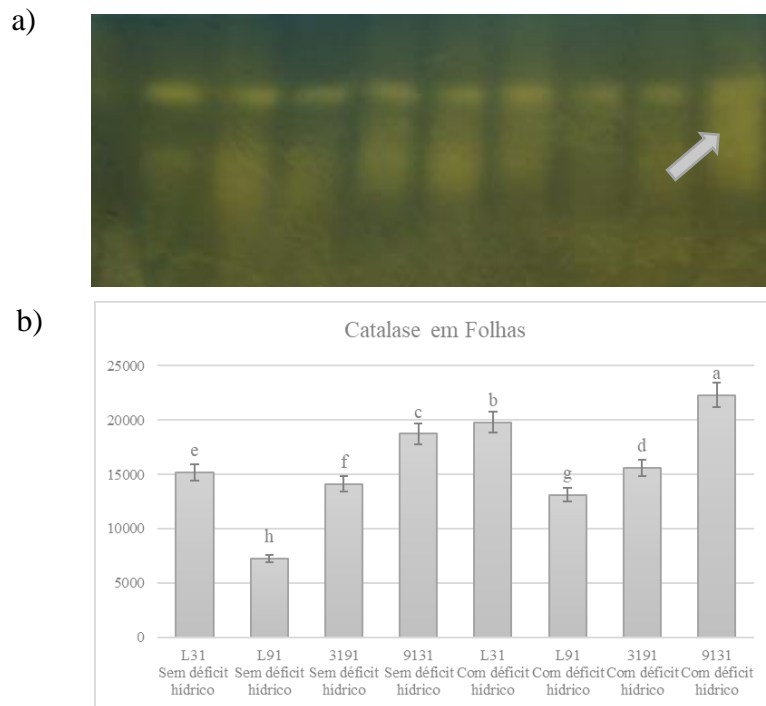 a)
b)
Catalase em Folhas
25000
20000
15000
10000
5000
0
e
h
f
c
b
g
d
a
L31
Sem déficit
hídrico
L91
Sem déficit
hídrico
3191
Sem déficit
hídrico
9131
Sem déficit
hídrico
L31
Com déficit
hídrico
L91
Com déficit
hídrico
3191
Com déficit
hídrico
9131
Com déficit
hídrico